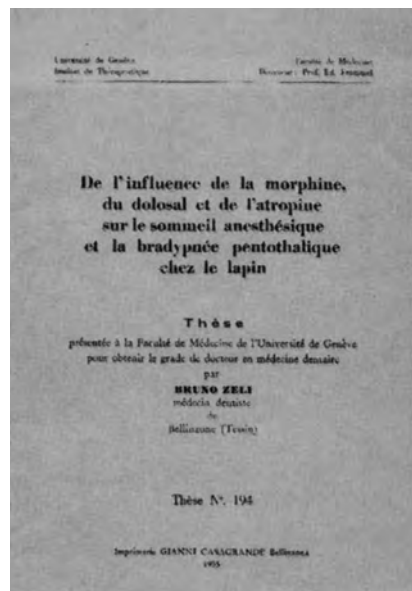 Université de Genève
Institut de Thérapeutique
Faculté de Médecine
Directeur : Prof. Ed. Frommel
De l'influence de la morphine,
du dolosal et de l'atropine
sur le sommeil anesthésique
et la bradypnée pentothalique
chez le lapin
Thèse
présentée à la Faculté de Médecine de l'Université de Genève
pour obtenir le grade de docteur en médecine dentaire
par
BRUNO ZELI
médecin dentiste
de
Bellinzone (Tessin)
Thèse N°. 194
Imprimerie GIANNI CASAGRANDE Bellinzona
1955